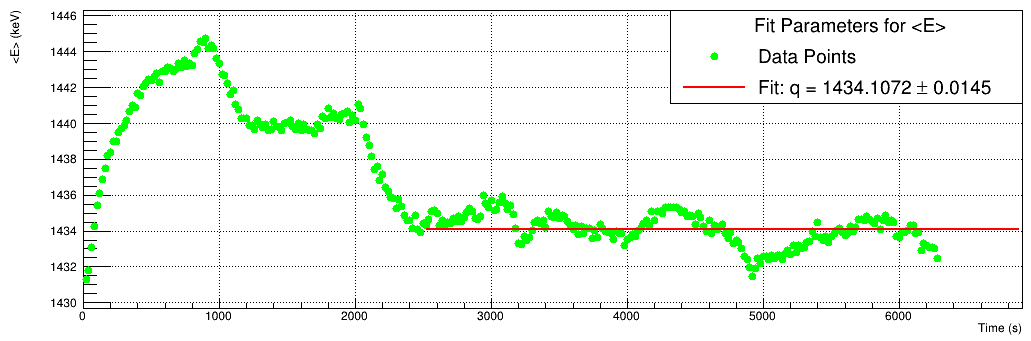 <E> (keV)
1446
1444
1442
1440
1438
1436
1434
1432
1430
0 1000 2000 3000 4000 5000 6000
Time (s)
Fit Parameters for <E>
Data Points
Fit: q = 1434.1072 ± 0.0145